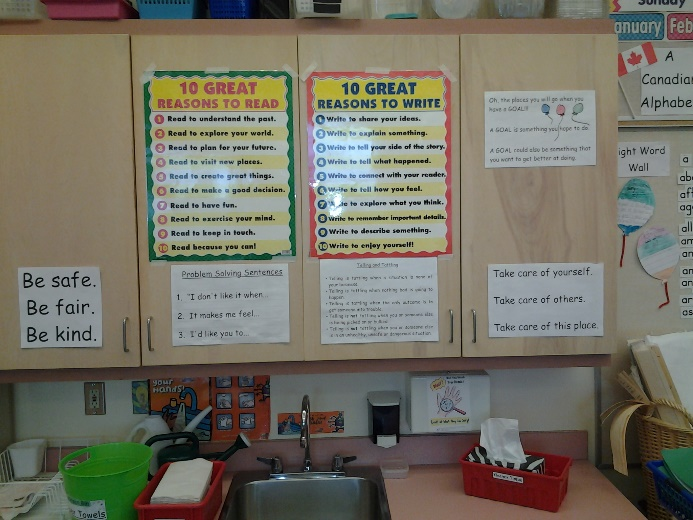 Sunday
January
Feb
A
Canadian
Alphabe
10 GREAT
REASONS TO READ
1 Read to understand the past.
2 Read to explore your world.
3 Read to plan for your future.
4 Read to visit new places.
5 Read to create great things.
6 Read to make a good decision.
7 Read to have fun.
8 Read to exercise your mind.
9 Read to keep in touch.
10 Read because you can!
10 GREAT
REASONS TO WRITE
1 Write to share your ideas.
2 Write to explain something.
3 Write to tell your side of the story.
4 Write to tell what happened.
5 Write to connect with your reader.
6 Write to tell how you feel.
7 Write to explore what you think.
8 Write to remember important details.
9 Write to describe something.
10 Write to enjoy yourself!
Oh, the places you will go when you
have a GOAL!!!
A GOAL is something you hope to do.
A GOAL could also be something that
you want to get better at doing.
ight Word
Wall
Be safe.
Be fair.
Be kind.
Problem Solving Sentences
1. "I don't like it when...
2. It makes me feel...
3. I'd like you to...
Telling and Tattling
Take care of yourself.
Take care of others.
Take care of this place.
your Hands!
Towels